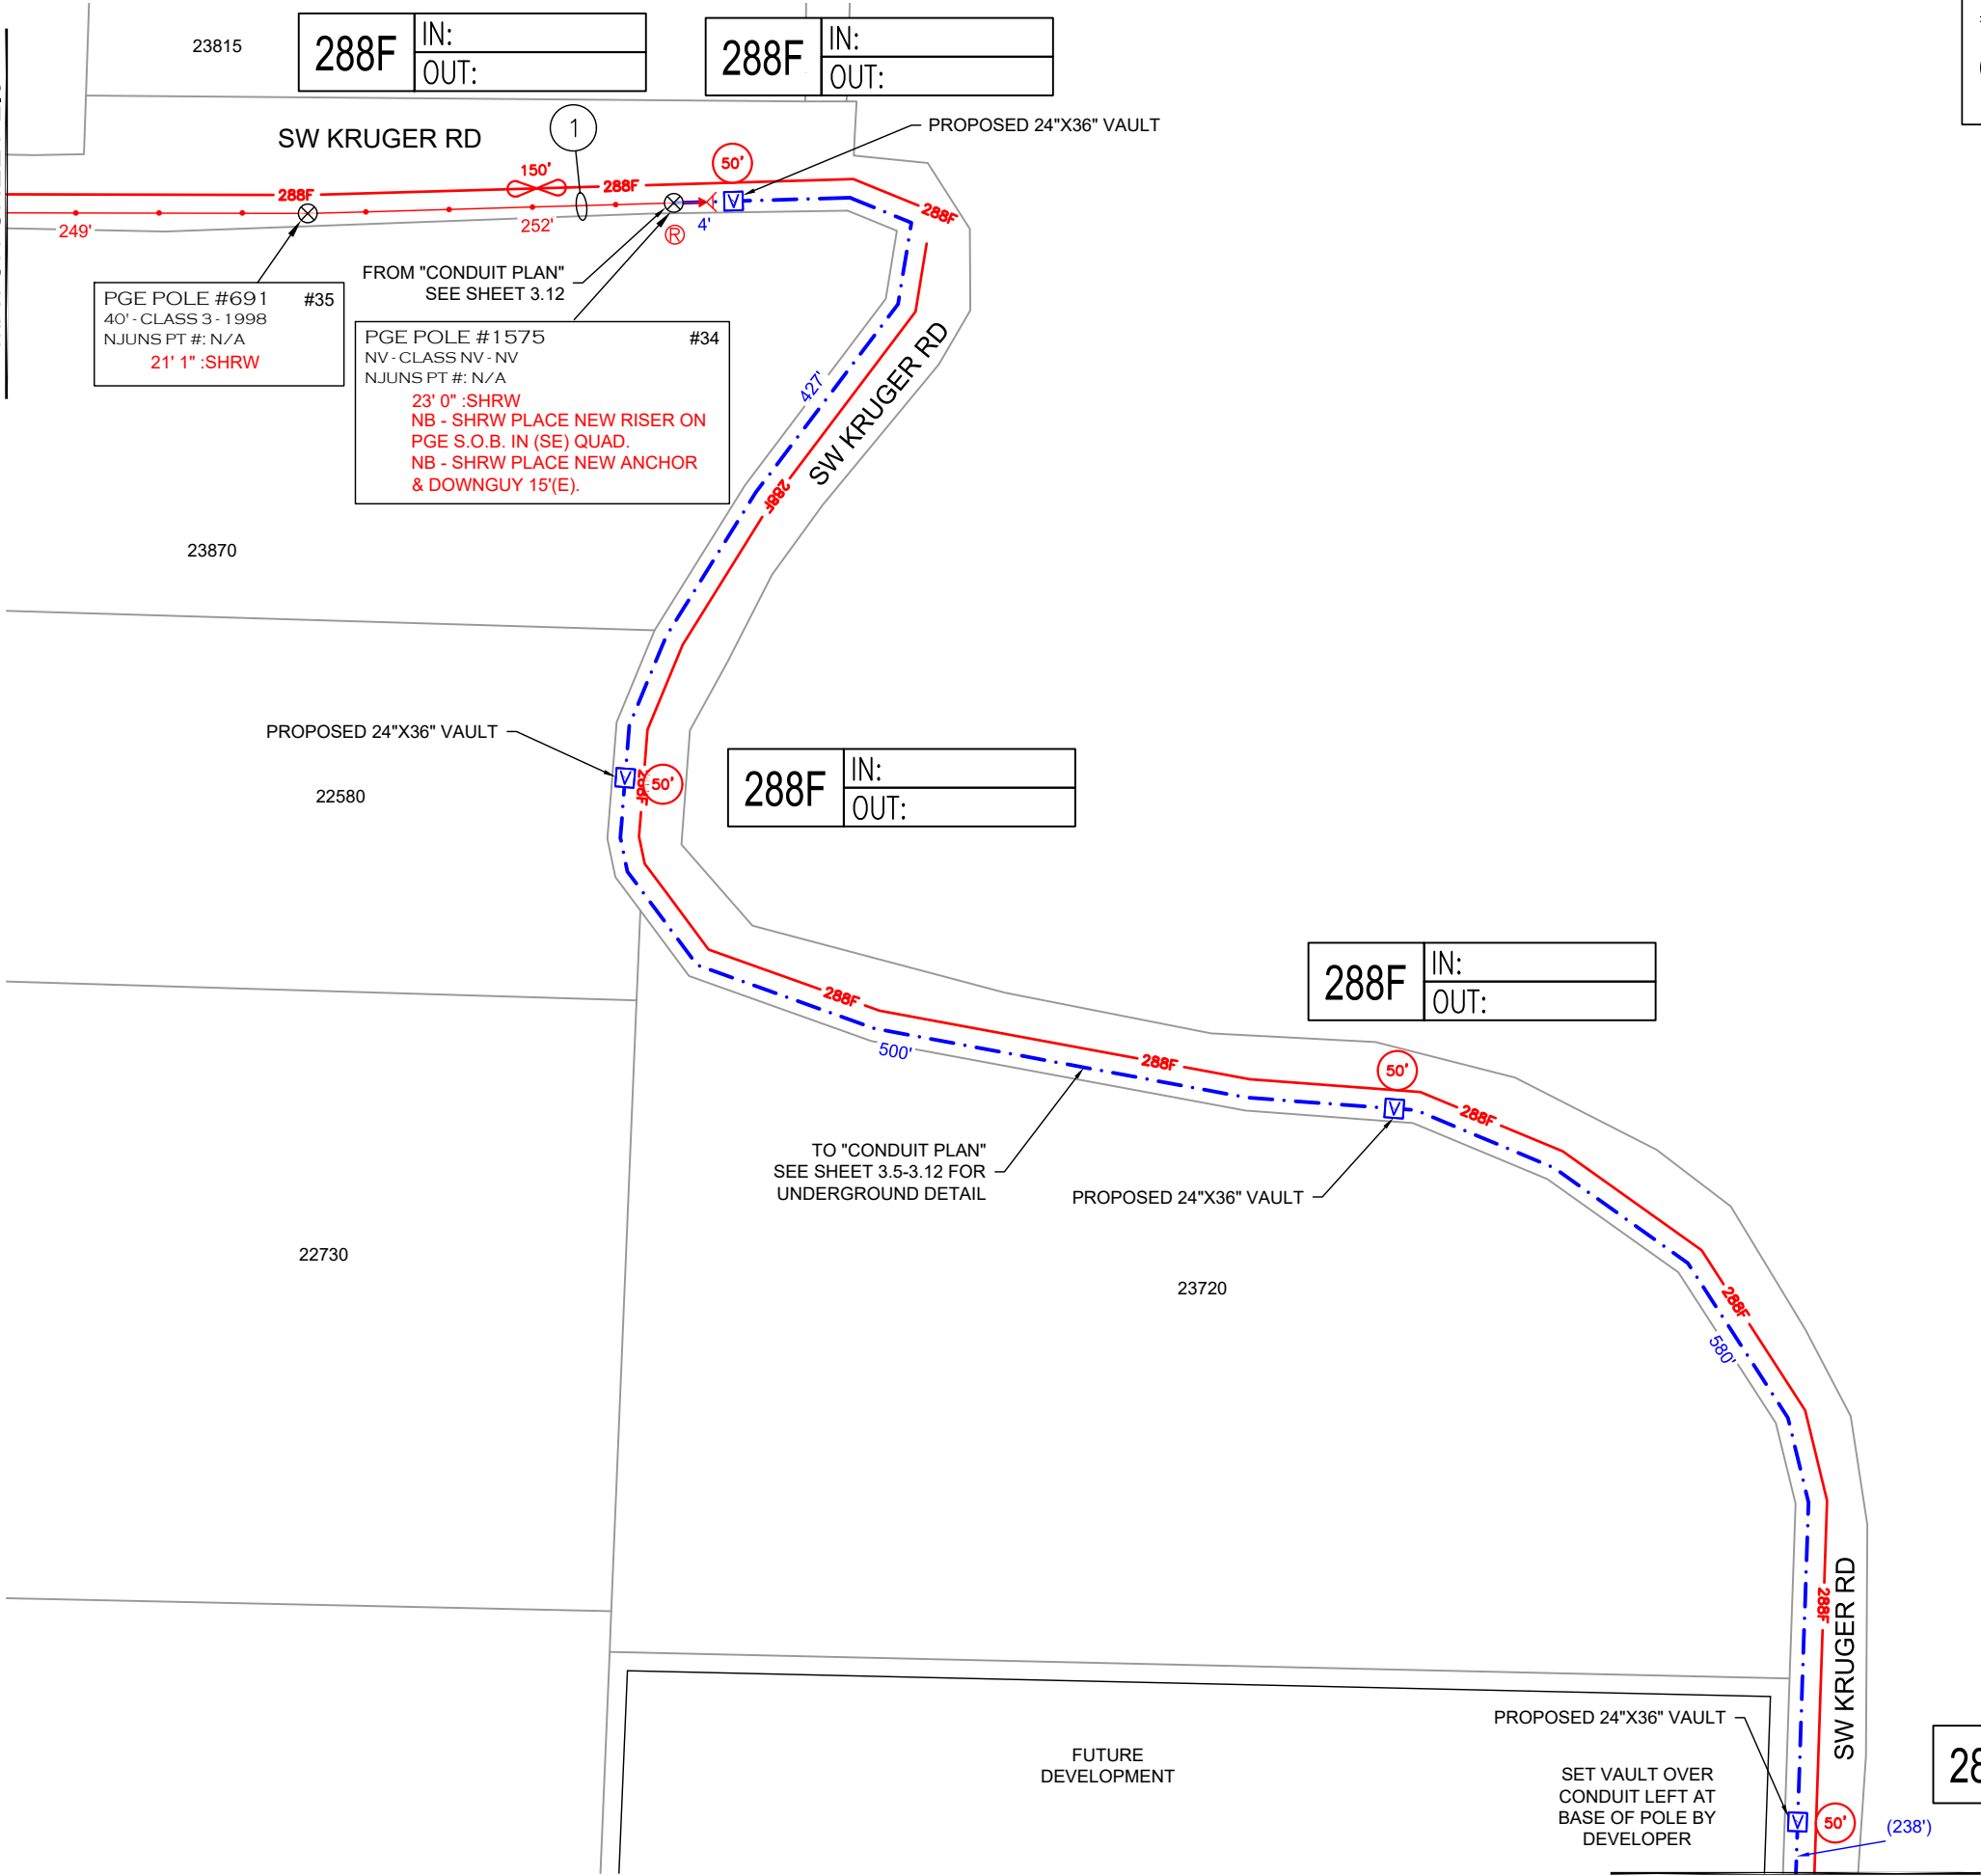 23815
288F
IN:
OUT:
288F
IN:
OUT:
SW KRUGER RD
1
PROPOSED 24"X36" VAULT
150'
50'
288F
288F
288F
249'
252'
4'
R
FROM "CONDUIT PLAN"
SEE SHEET 3.12
PGE POLE #691 #35
40' - CLASS 3 - 1998
NJUNS PT #: N/A
21' 1" :SHRW
PGE POLE #1575 #34
NV - CLASS NV - NV
NJUNS PT #: N/A
23' 0" :SHRW
NB - SHRW PLACE NEW RISER ON
PGE S.O.B. IN (SE) QUAD.
NB - SHRW PLACE NEW ANCHOR
& DOWNGUY 15'(E).
427'
SW KRUGER RD
288F
23870
PROPOSED 24"X36" VAULT
V
V
288F
50'
22580
288F
IN:
OUT:
288F
IN:
OUT:
288F
500'
288F
50'
V
288F
TO "CONDUIT PLAN"
SEE SHEET 3.5-3.12 FOR
UNDERGROUND DETAIL
PROPOSED 24"X36" VAULT
22730
23720
288F
580'
288F
SW KRUGER RD
PROPOSED 24"X36" VAULT
FUTURE
DEVELOPMENT
SET VAULT OVER
CONDUIT LEFT AT
BASE OF POLE BY
DEVELOPER
V
50'
(238')
28